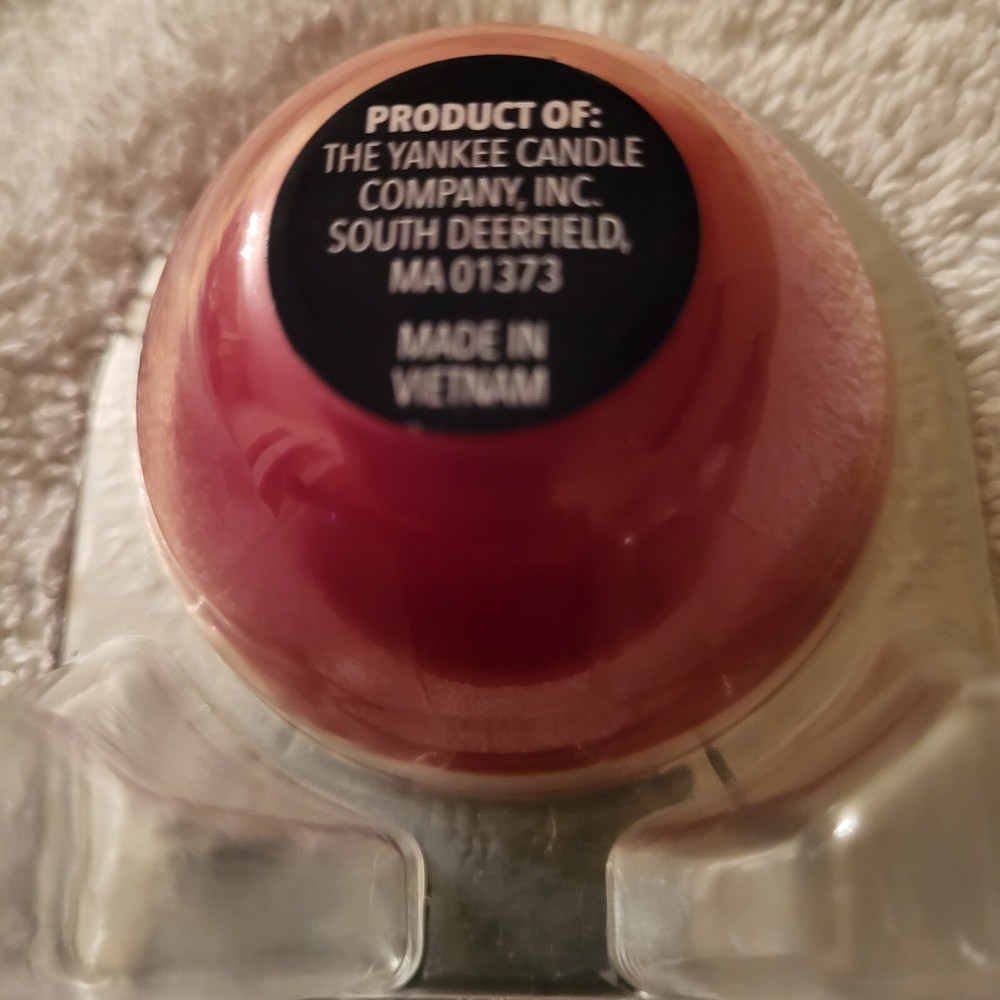 PRODUCT OF:
THE YANKEE CANDLE
COMPANY, INC.
SOUTH DEERFIELD,
MA 01373
MADE IN
VIETNAM